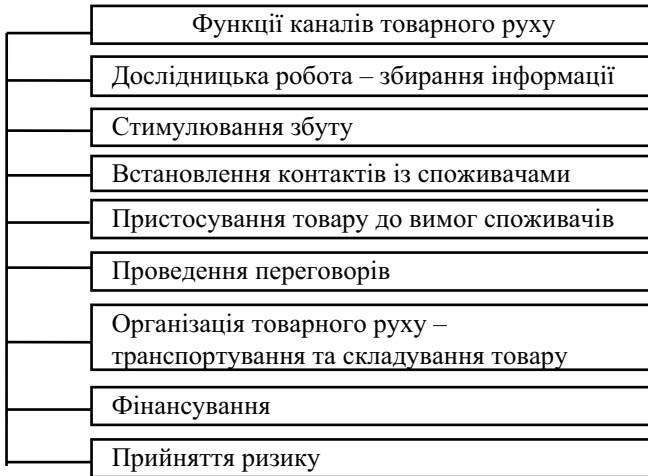 Функції каналів товарного руху
Дослідницька робота – збирання інформації
Стимулювання збуту
Встановлення контактів із споживачами
Пристосування товару до вимог споживачів
Проведення переговорів
Організація товарного руху –
транспортування та складування товару
Фінансування
Прийняття ризику